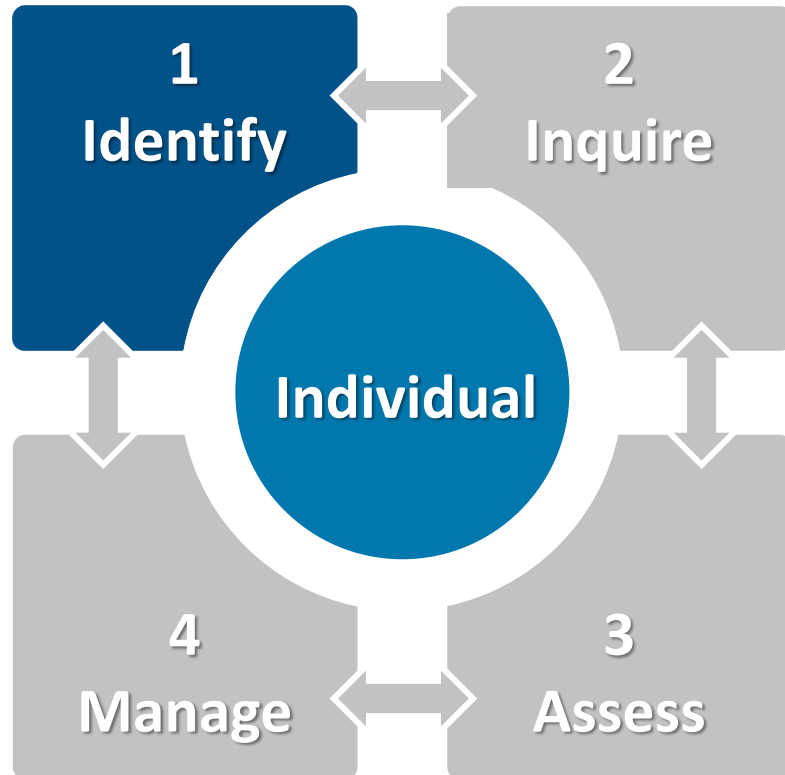 1
Identify
2
Inquire
Individual
4
Manage
3
Assess